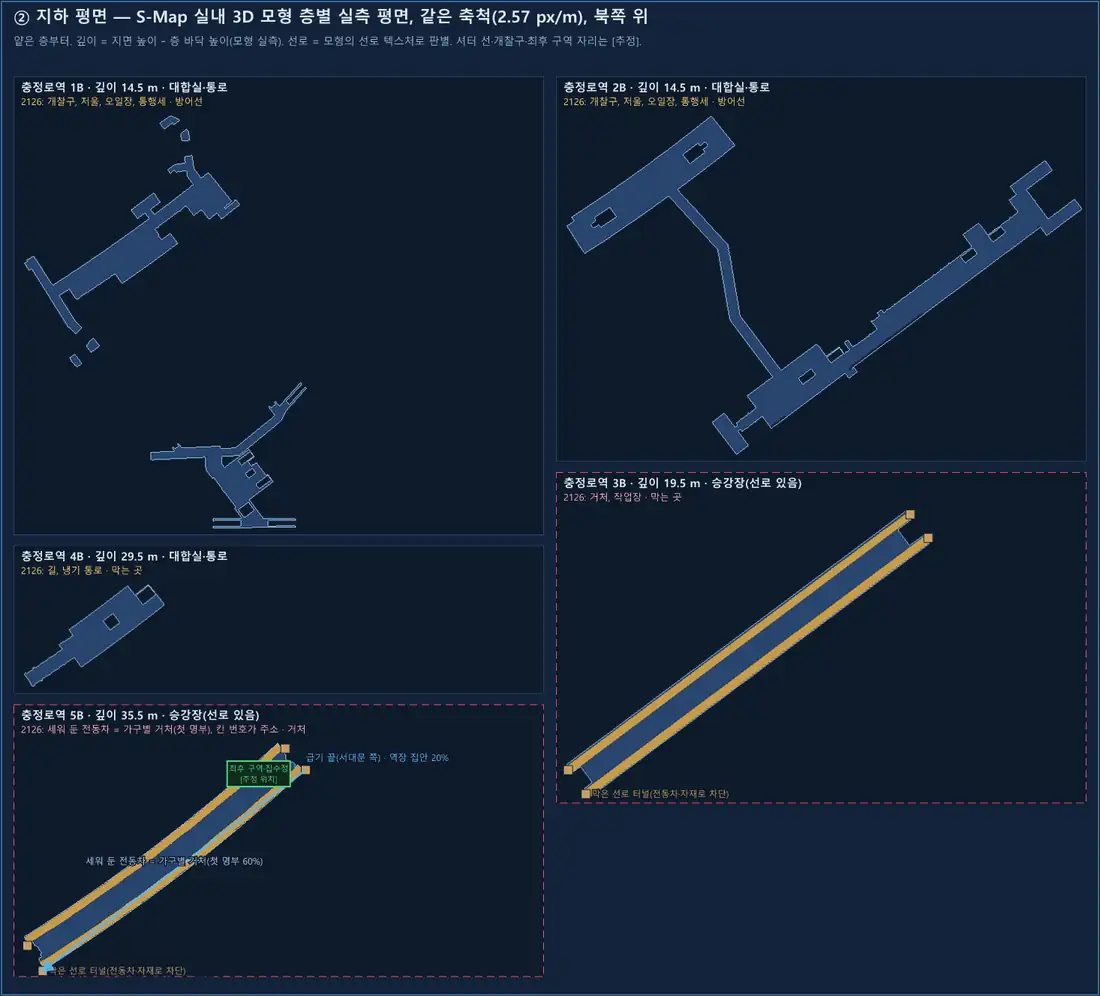 ② 지하 평면 — S-Map 실내 3D 모형 층별 실측 평면, 같은 축척(2.57 px/m), 북쪽 위
얕은 층부터. 깊이 = 지면 높이 − 층 바닥 높이(모형 실측). 선로 = 모형의 선로 텍스처로 판별. 셔터 선·개찰구·최후 구역 자리는 [추정].
충정로역 1B · 깊이 14.5 m · 대합실·통로
2126: 개찰구, 저울, 오일장, 통행세 · 방어선
충정로역 2B · 깊이 14.5 m · 대합실·통로
2126: 개찰구, 저울, 오일장, 통행세 · 방어선
충정로역 3B · 깊이 19.5 m · 승강장(선로 있음)
2126: 거처, 작업장 · 막는 곳
막은 선로 터널(전동차·자재로 차단)
충정로역 4B · 깊이 29.5 m · 대합실·통로
2126: 길, 냉기 통로 · 막는 곳
충정로역 5B · 깊이 35.5 m · 승강장(선로 있음)
2126: 세워 둔 전동차 = 가구별 거처(첫 명부), 칸 번호가 주소 · 거처
급기 끝(서대문 쪽) · 역장 집안 20%
최후 구역·집수정
[추정 위치]
세워 둔 전동차 = 가구별 거처(첫 명부 60%)
막은 선로 터널(전동차·자재로 차단)